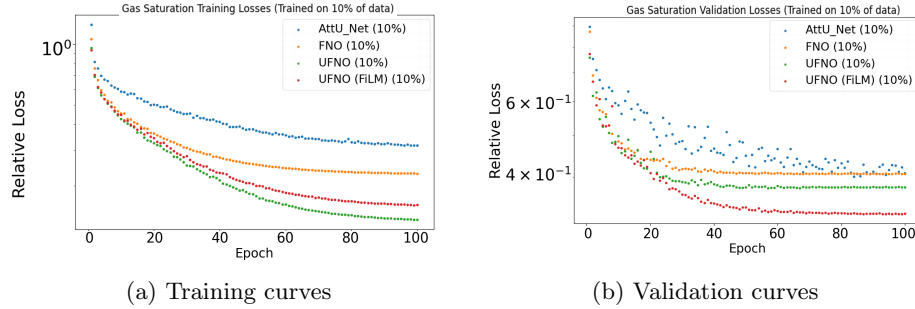 Gas Saturation Training Losses (Trained on 10% of data)
10⁰
AttU_Net (10%)
FNO (10%)
UFNO (10%)
UFNO (FiLM) (10%)
Relative Loss
0 20 40 60 80 100
Epoch
(a) Training curves
Gas Saturation Validation Losses (Trained on 10% of data)
AttU_Net (10%)
FNO (10%)
UFNO (10%)
UFNO (FiLM) (10%)
6 × 10⁻¹
4 × 10⁻¹
Relative Loss
0 20 40 60 80 100
Epoch
(b) Validation curves